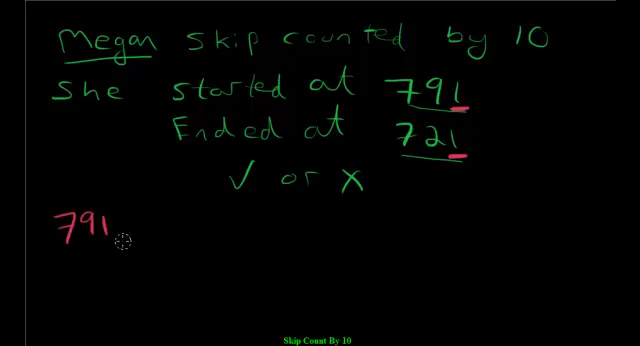 Megan skip counted by 10
She started at 791
Ended at 721
✓ or X
791
Skip Count By 10